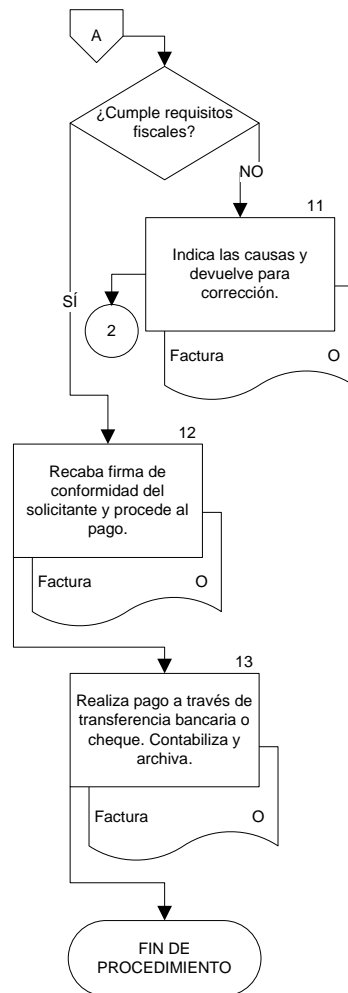 A
¿Cumple requisitos
fiscales?
NO
11
Indica las causas y
devuelve para
corrección.
SÍ
2
Factura O
12
Recaba firma de
conformidad del
solicitante y procede al
pago.
Factura O
13
Realiza pago a través de
transferencia bancaria o
cheque. Contabiliza y
archiva.
Factura O
FIN DE
PROCEDIMIENTO